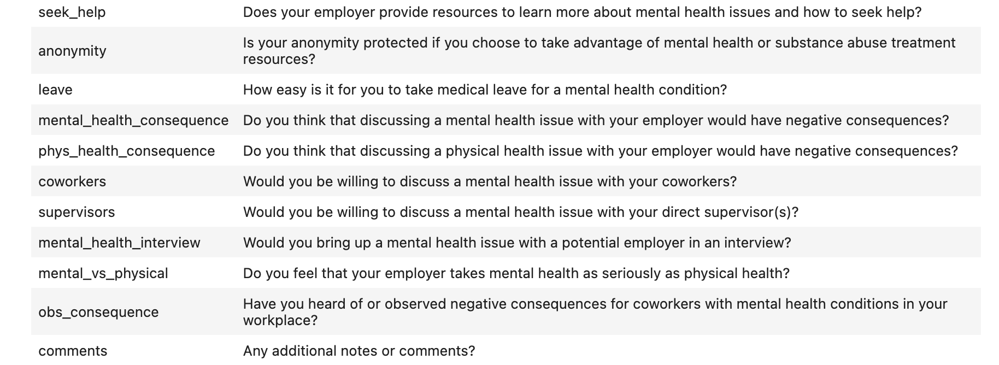 seek_help Does your employer provide resources to learn more about mental health issues and how to seek help?
anonymity Is your anonymity protected if you choose to take advantage of mental health or substance abuse treatment
resources?
leave How easy is it for you to take medical leave for a mental health condition?
mental_health_consequence Do you think that discussing a mental health issue with your employer would have negative consequences?
phys_health_consequence Do you think that discussing a physical health issue with your employer would have negative consequences?
coworkers Would you be willing to discuss a mental health issue with your coworkers?
supervisors Would you be willing to discuss a mental health issue with your direct supervisor(s)?
mental_health_interview Would you bring up a mental health issue with a potential employer in an interview?
mental_vs_physical Do you feel that your employer takes mental health as seriously as physical health?
obs_consequence Have you heard of or observed negative consequences for coworkers with mental health conditions in your
workplace?
comments Any additional notes or comments?